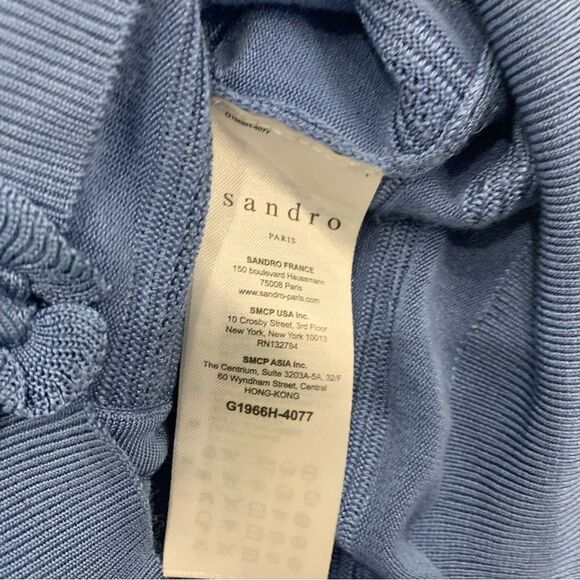 G1966H-4077
sandro
PARIS
SANDRO FRANCE
150 boulevard Haussmann
75008 Paris
www.sandro-paris.com
SMCP USA Inc.
10 Crosby Street, 3rd Floor
New York, New York 10013
RN132784
SMCP ASIA Inc.
The Centrium, Suite 3203A-5A, 32/F
60 Wyndham Street, Central
HONG-KONG
G1966H-4077